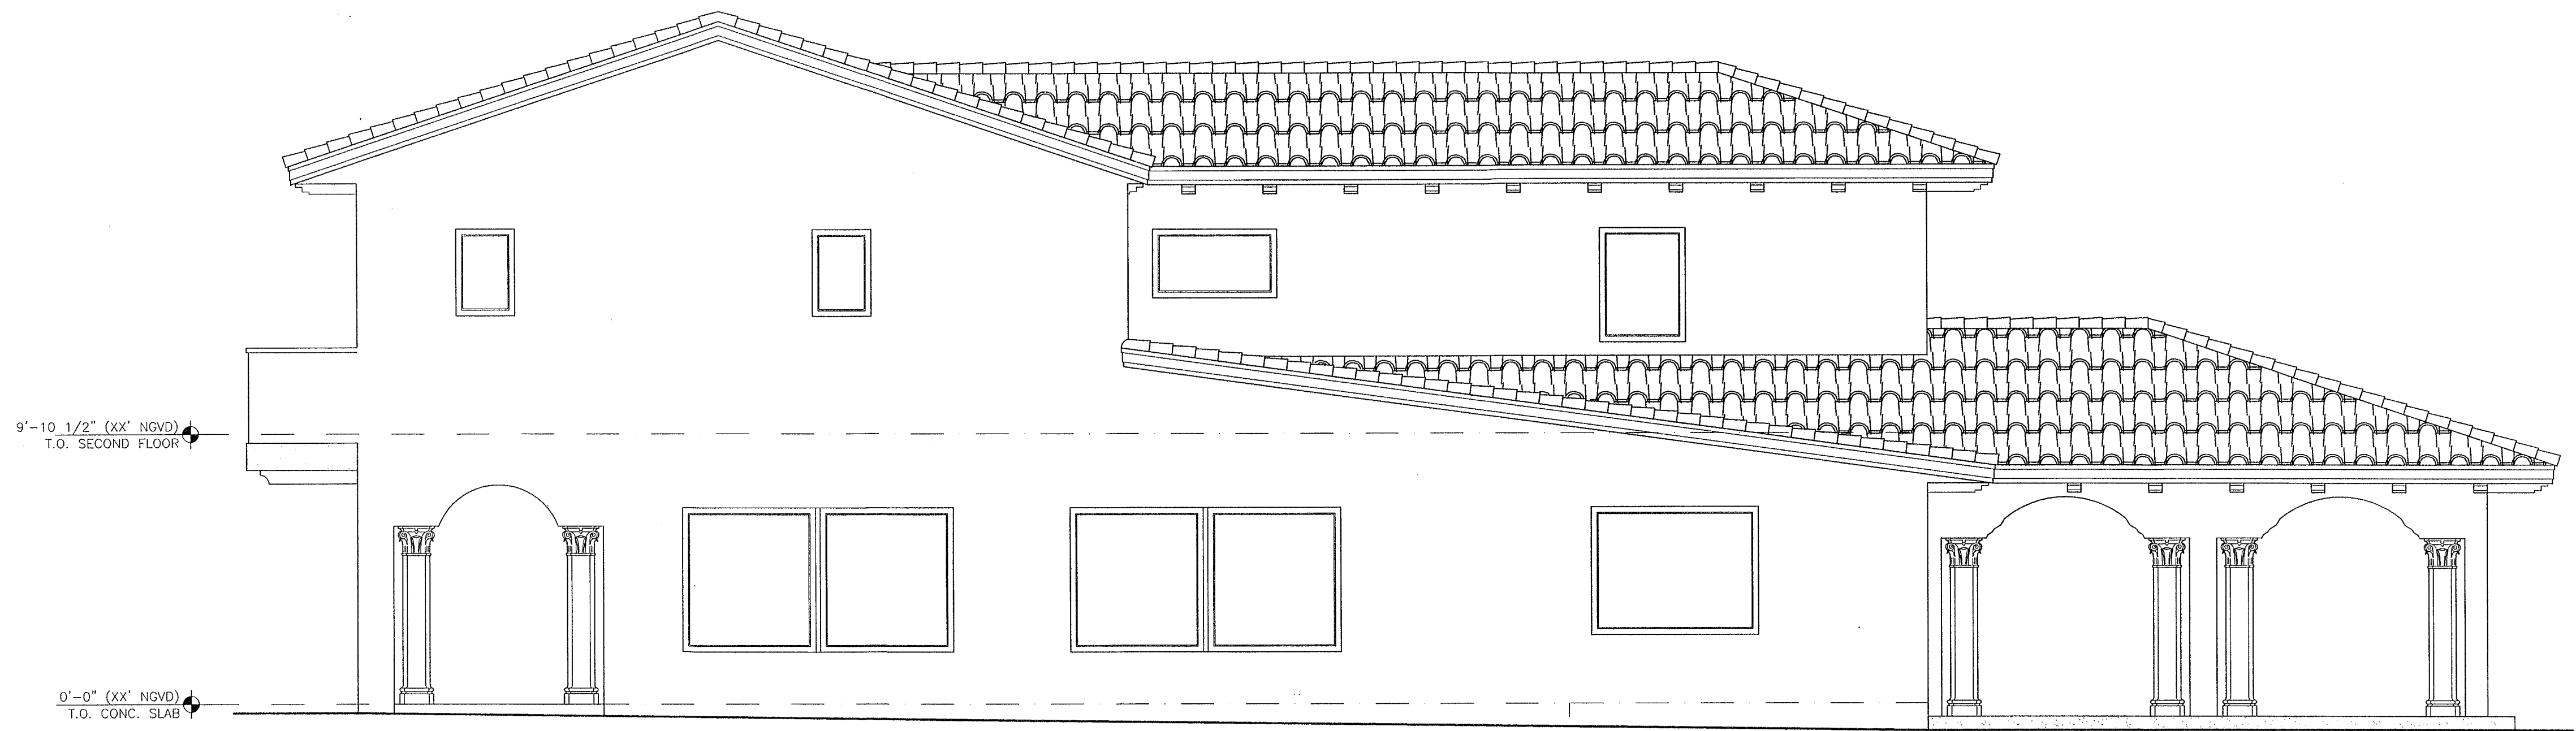 9'-10 1/2" (XX' NGVD)
T.O. SECOND FLOOR
0'-0" (XX' NGVD)
T.O. CONC. SLAB